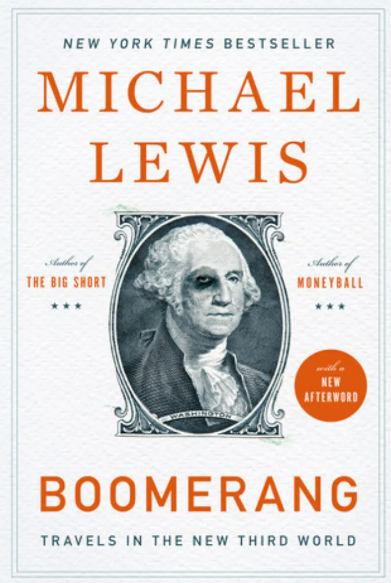 NEW YORK TIMES BESTSELLER
MICHAEL
LEWIS
Author of
THE BIG SHORT
Author of
MONEYBALL
with a
NEW
AFTERWORD
WASHINGTON
BOOMERANG
TRAVELS IN THE NEW THIRD WORLD